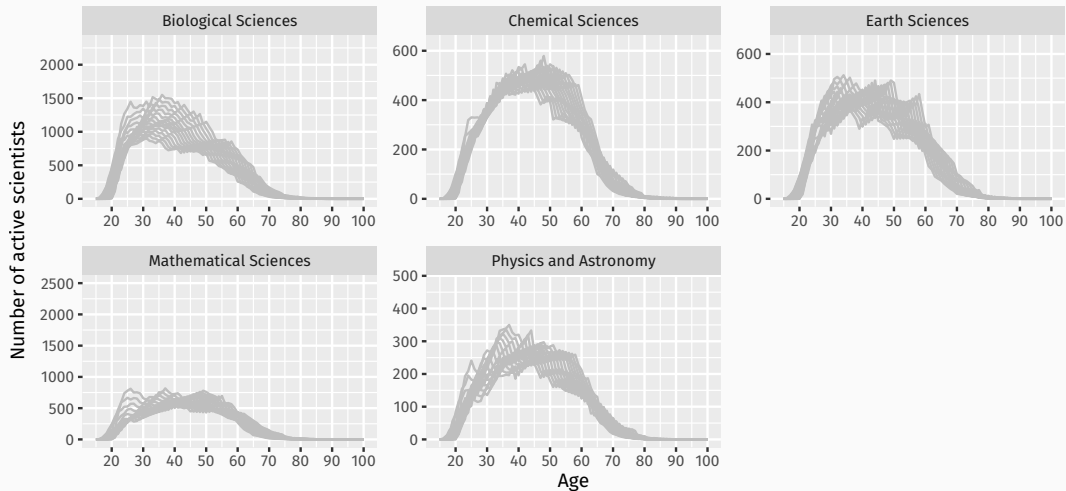 Biological Sciences
Chemical Sciences
Earth Sciences
2000
1500
1000
500
0
600
400
200
0
600
400
200
0
20 30 40 50 60 70 80 90 100
20 30 40 50 60 70 80 90 100
20 30 40 50 60 70 80 90 100
Number of active scientists
Mathematical Sciences
Physics and Astronomy
2500
2000
1500
1000
500
0
500
400
300
200
100
0
20 30 40 50 60 70 80 90 100
20 30 40 50 60 70 80 90 100
Age